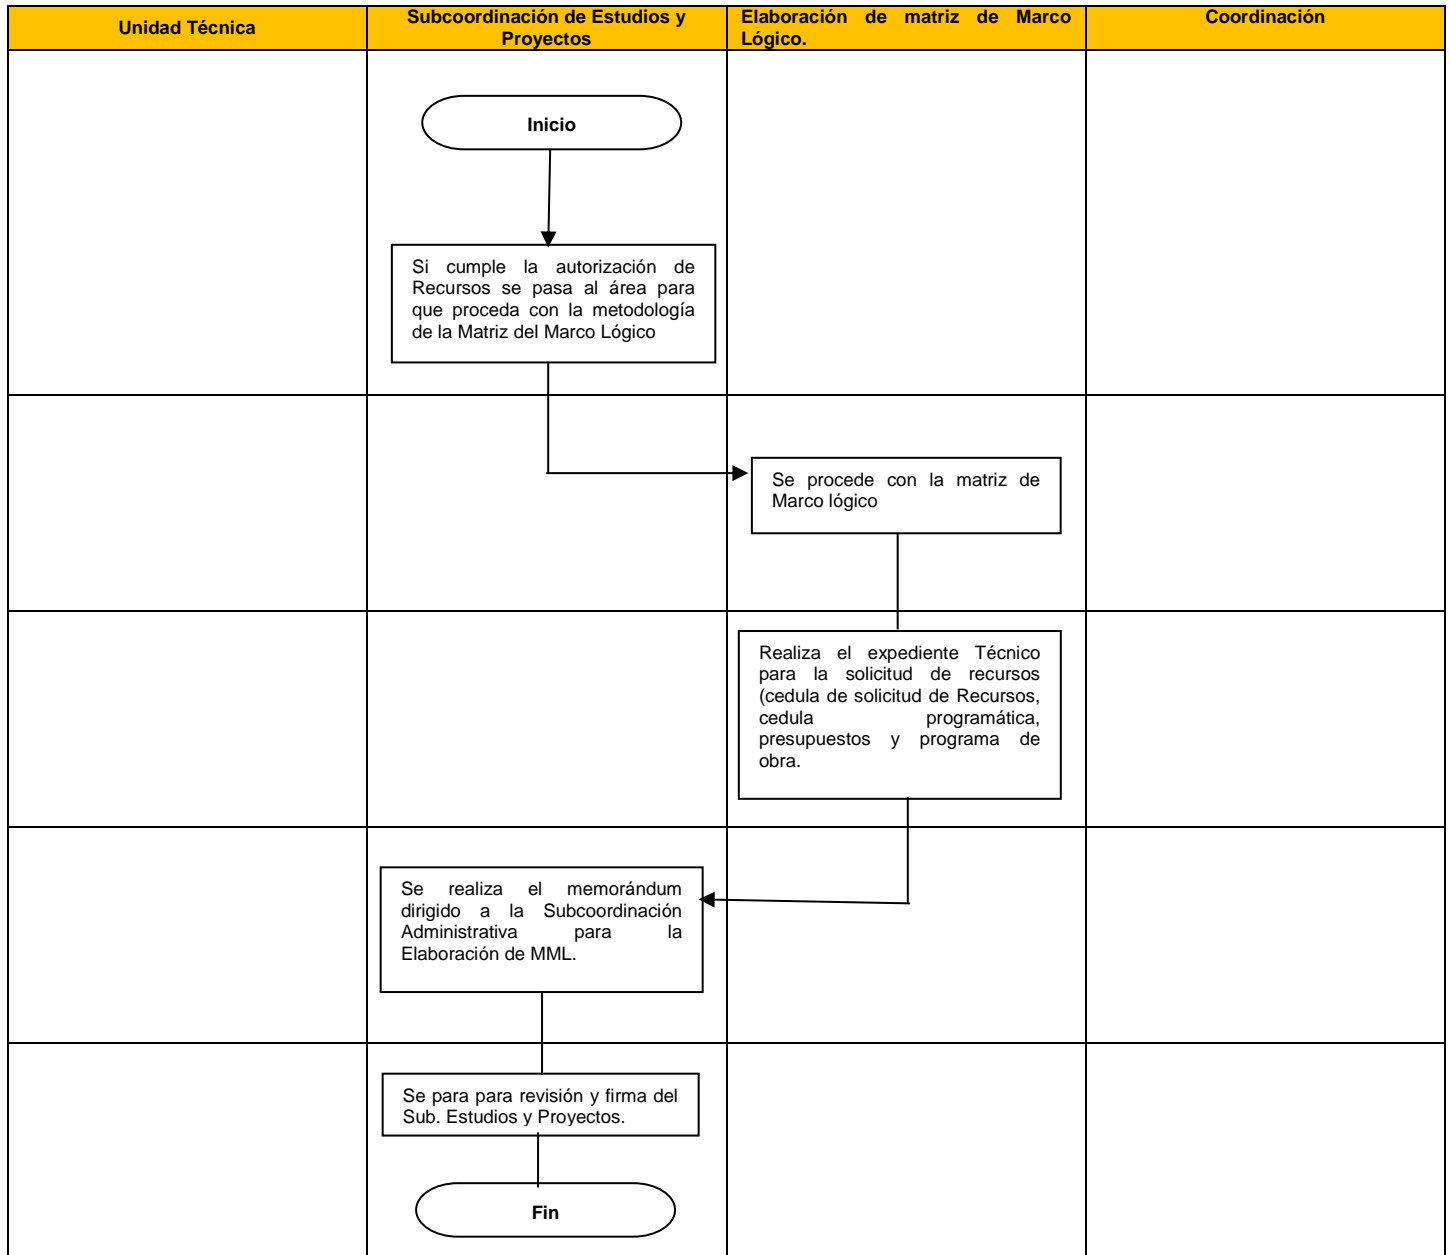 Unidad Técnica
Subcoordinación de Estudios y
Proyectos
Elaboración de matriz de Marco
Lógico.
Coordinación
Inicio
Si cumple la autorización de
Recursos se pasa al área para
que proceda con la metodología
de la Matriz del Marco Lógico
Se procede con la matriz de
Marco lógico
Realiza el expediente Técnico
para la solicitud de recursos
(cedula de solicitud de Recursos,
cedula programática,
presupuestos y programa de
obra.
Se realiza el memorándum
dirigido a la Subcoordinación
Administrativa para la
Elaboración de MML.
Se para para revisión y firma del
Sub. Estudios y Proyectos.
Fin